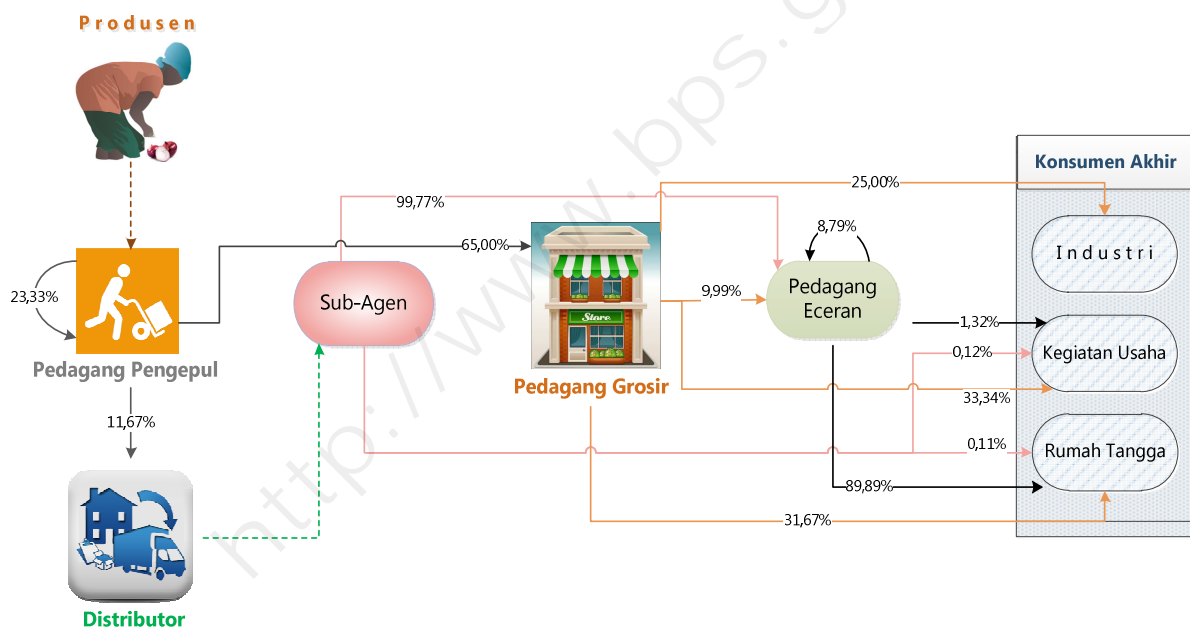 Produsen
Konsumen Akhir
25,00%
99,77%
8,79%
65,00%
Industri
23,33%
Sub-Agen
9,99%
Pedagang
Eceran
Store
1,32%
0,12%
Kegiatan Usaha
Pedagang Pengepul
Pedagang Grosir
33,34%
11,67%
0,11%
Rumah Tangga
89,89%
31,67%
Distributor
http://www.bps.g